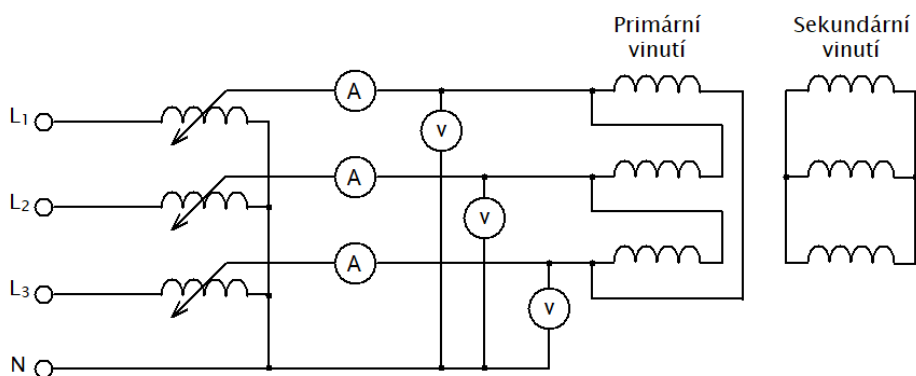 Primární
vinutí
Sekundární
vinutí
A
L1
V
A
L2
V
A
L3
V
N